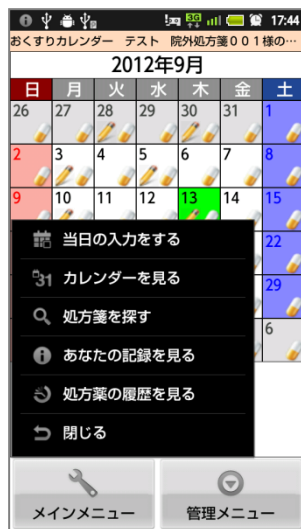 3G 17:44
おくすりカレンダー テスト 院外処方箋００１様の…
2012年9月
日 月 火 水 木 金 土
26 27 28 29 30 31 1
2 3 4 5 6 7 8
9 10 11 12 13 14 15
22
29
6
当日の入力をする
31 カレンダーを見る
処方箋を探す
あなたの記録を見る
処方薬の履歴を見る
閉じる
メインメニュー 管理メニュー